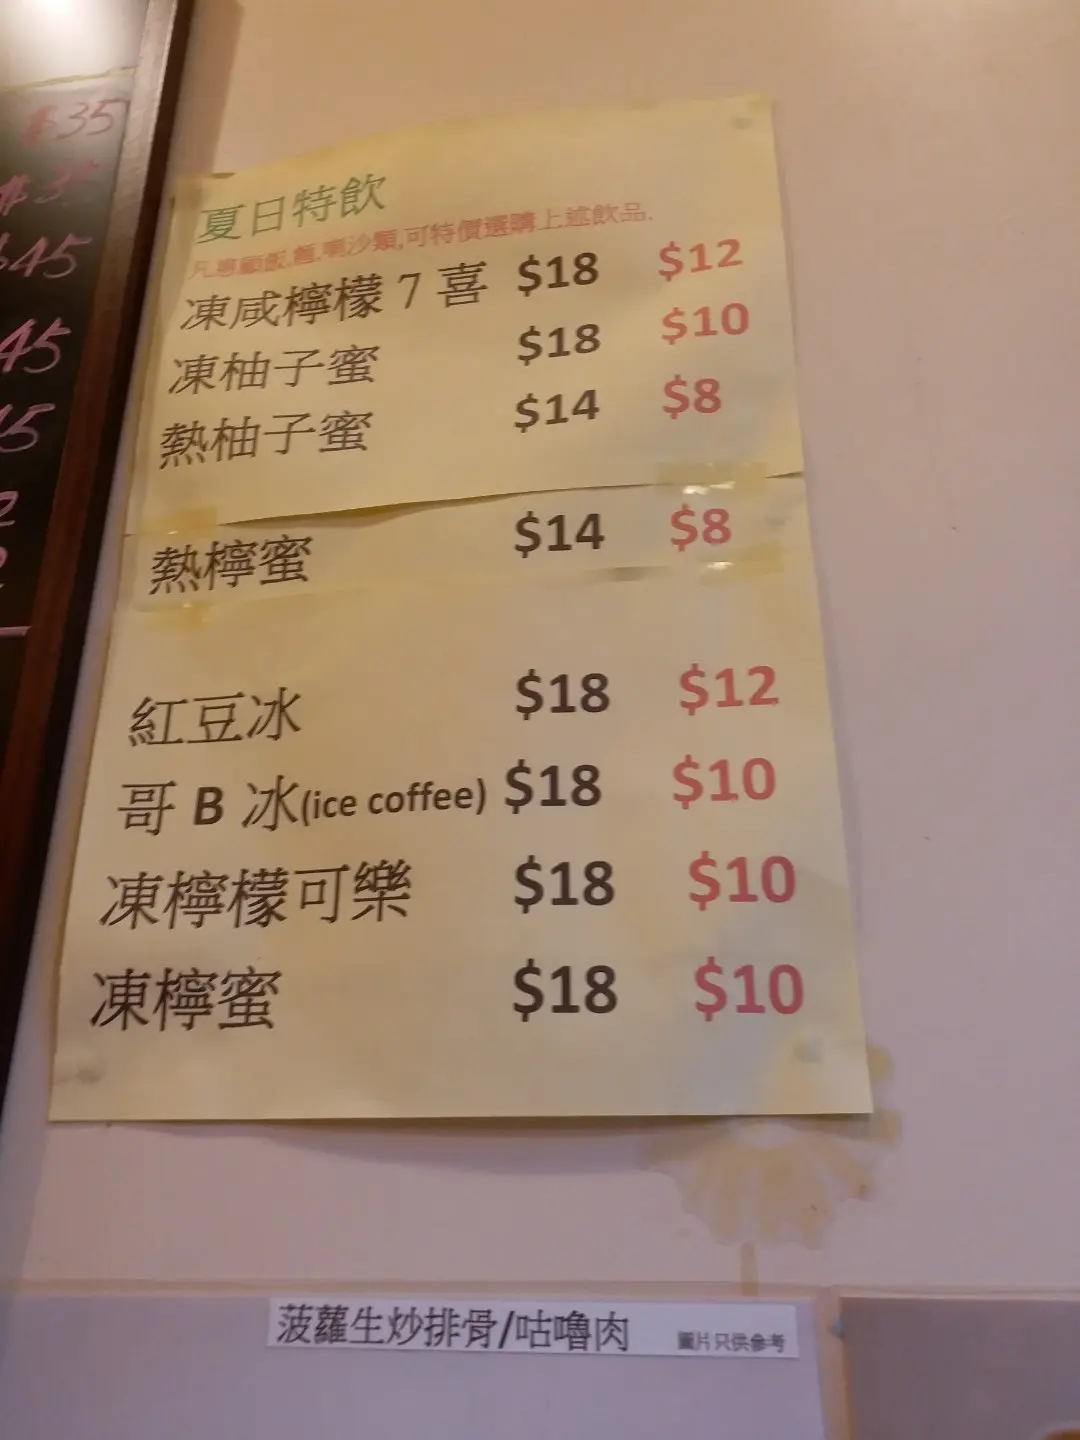 $35
$45
夏日特飲
凡惠顧飯,麵,喇沙類,可特價選購上述飲品.
凍咸檸檬 7 喜 $18 $12
凍柚子蜜 $18 $10
熱柚子蜜 $14 $8
熱檸蜜 $14 $8
紅豆冰 $18 $12
哥 B 冰(ice coffee) $18 $10
凍檸檬可樂 $18 $10
凍檸蜜 $18 $10
菠蘿生炒排骨/咕嚕肉 圖片只供參考